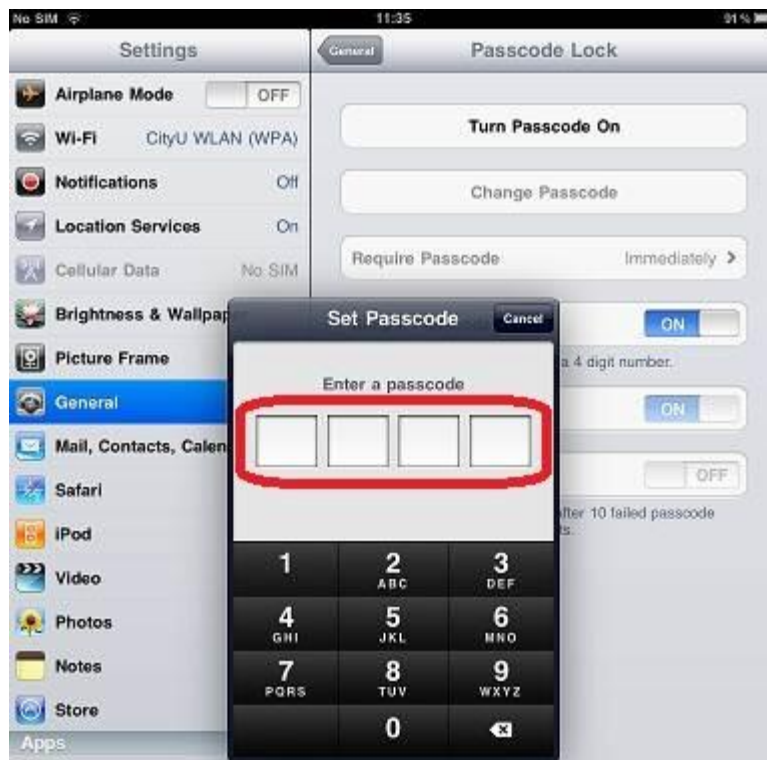 No SIM 11:35 91%
Settings
General Passcode Lock
Airplane Mode OFF
Wi-Fi CityU WLAN (WPA)
Notifications Off
Location Services On
Cellular Data No SIM
Brightness & Wallpap
Picture Frame
General
Mail, Contacts, Calen
Safari
iPod
Video
Photos
Notes
Store
Apps
Turn Passcode On
Change Passcode
Require Passcode Immediately
ON
a 4 digit number.
ON
OFF
after 10 failed passcode
ts.
Set Passcode Cancel
Enter a passcode
1 2 3
ABC DEF
4 5 6
GHI JKL MNO
7 8 9
PQRS TUV WXYZ
0